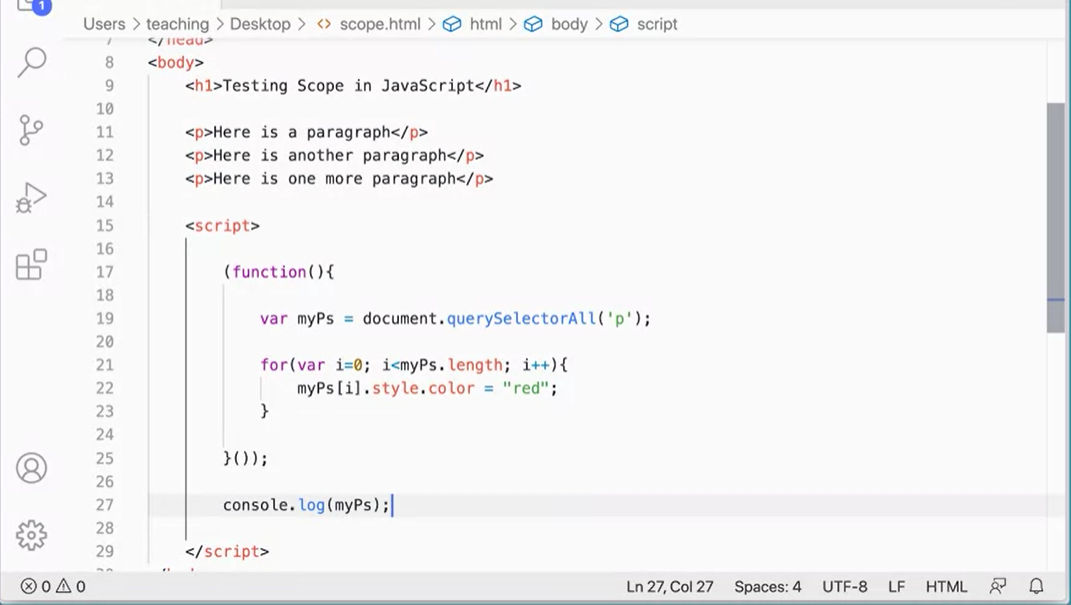 1
Users > teaching > Desktop > <> scope.html > html > body > script
7 </head>
8 <body>
9 <h1>Testing Scope in JavaScript</h1>
10
11 <p>Here is a paragraph</p>
12 <p>Here is another paragraph</p>
13 <p>Here is one more paragraph</p>
14
15 <script>
16
17 (function(){
18
19 var myPs = document.querySelectorAll('p');
20
21 for(var i=0; i<myPs.length; i++){
22 myPs[i].style.color = "red";
23 }
24
25 }());
26
27 console.log(myPs);
28
29 </script>
0 0 Ln 27, Col 27 Spaces: 4 UTF-8 LF HTML